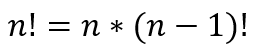 n! = n * (n − 1)!